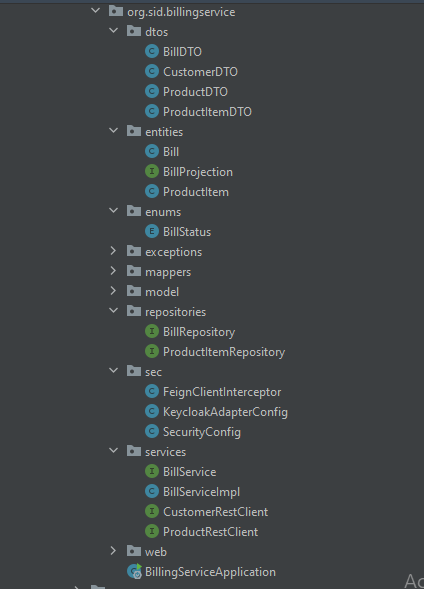 org.sid.billingservice
dtos
C BillDTO
C CustomerDTO
C ProductDTO
C ProductItemDTO
entities
C Bill
I BillProjection
C ProductItem
enums
E BillStatus
exceptions
mappers
model
repositories
I BillRepository
I ProductItemRepository
sec
C FeignClientInterceptor
C KeycloakAdapterConfig
C SecurityConfig
services
I BillService
C BillServiceImpl
I CustomerRestClient
I ProductRestClient
web
BillingServiceApplication